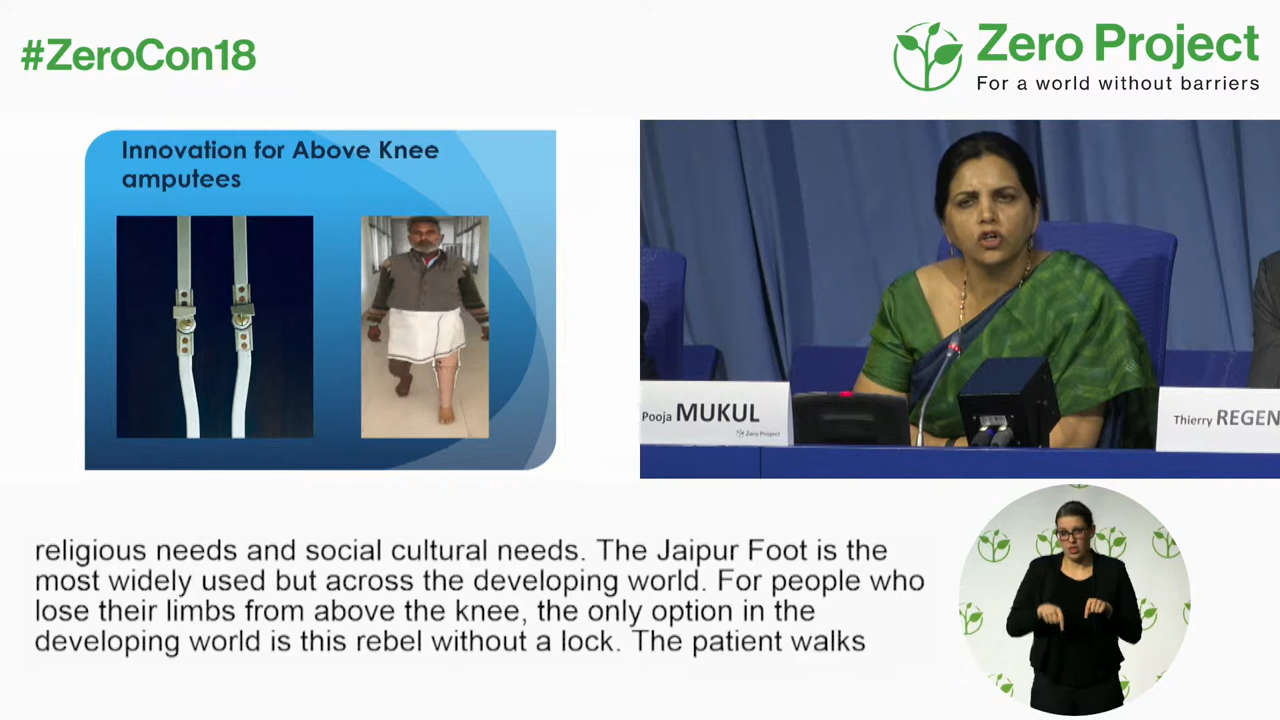 #ZeroCon18
Zero Project
For a world without barriers
Innovation for Above Knee
amputees
Pooja MUKUL
Zero Project
Thierry REGEN
religious needs and social cultural needs. The Jaipur Foot is the
most widely used but across the developing world. For people who
lose their limbs from above the knee, the only option in the
developing world is this rebel without a lock. The patient walks